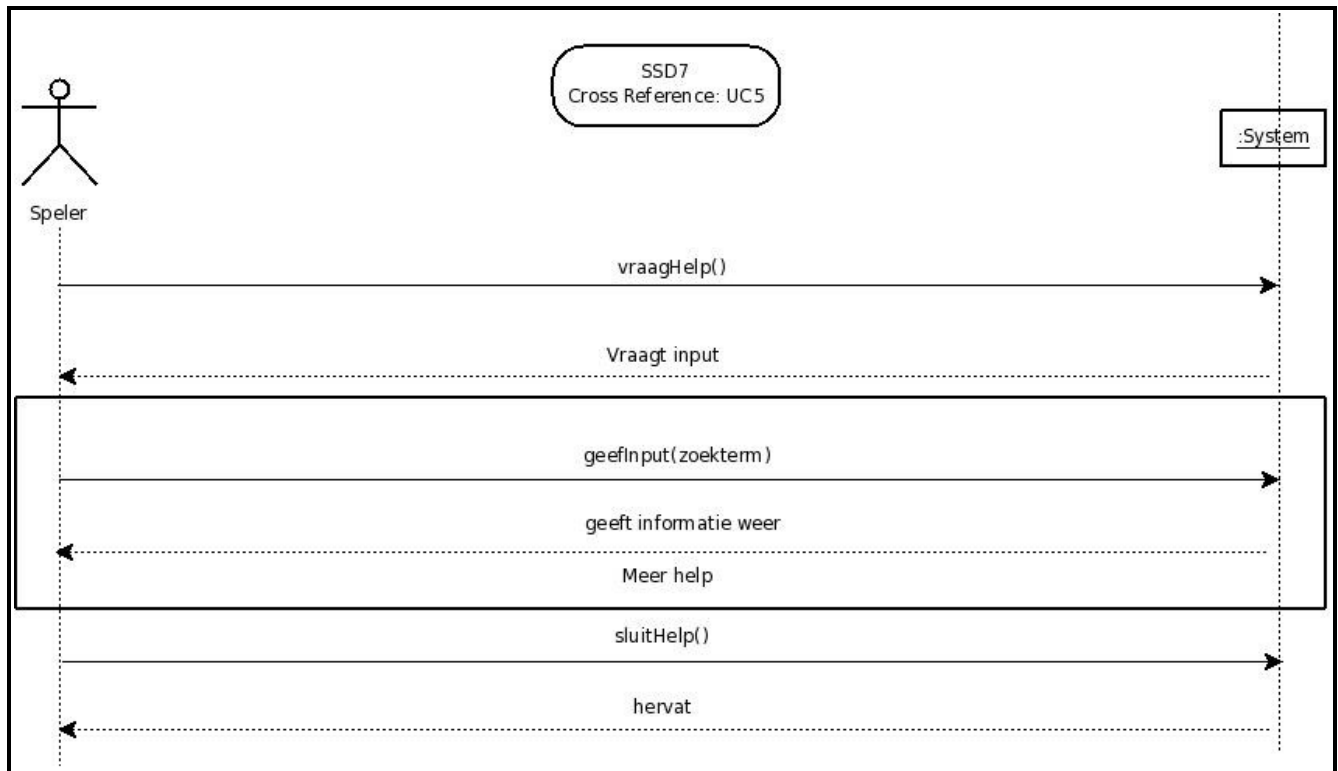 SSD7
Cross Reference: UC5
:System
Speler
vraagHelp()
Vraagt input
geefInput(zoekterm)
geeft informatie weer
Meer help
sluitHelp()
hervat